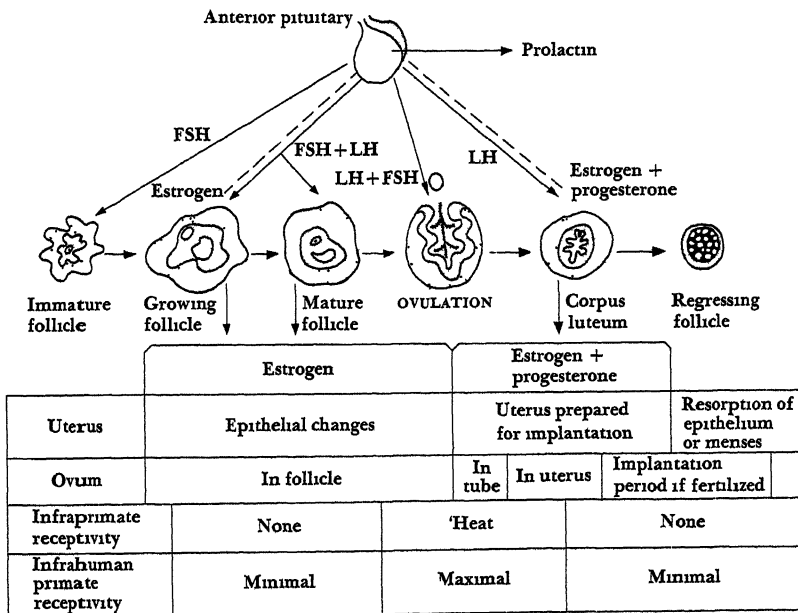 Anterior pituitary
Prolactin
FSH
FSH+LH
LH+FSH
LH
Estrogen
Estrogen +
progesterone
Immature
follicle
Growing
follicle
Mature
follicle
OVULATION
Corpus
luteum
Regressing
follicle
Estrogen
Estrogen +
progesterone
Uterus
Epithelial changes
Uterus prepared
for implantation
Resorption of
epithelium
or menses
Ovum
In follicle
In
tube
In uterus
Implantation
period if fertilized
Infraprimate
receptivity
None
'Heat
None
Infrahuman
primate
receptivity
Minimal
Maximal
Minimal